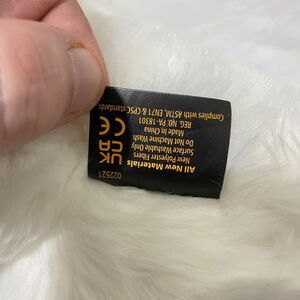 All New Materials
New Polyester Fibers
Surface Washable Only
Do Not Machine Wash
Made in China
REG. NO. PA-18301
Complies with ASTM, EN71 & CPSC standards
022521
UK
CA
CE